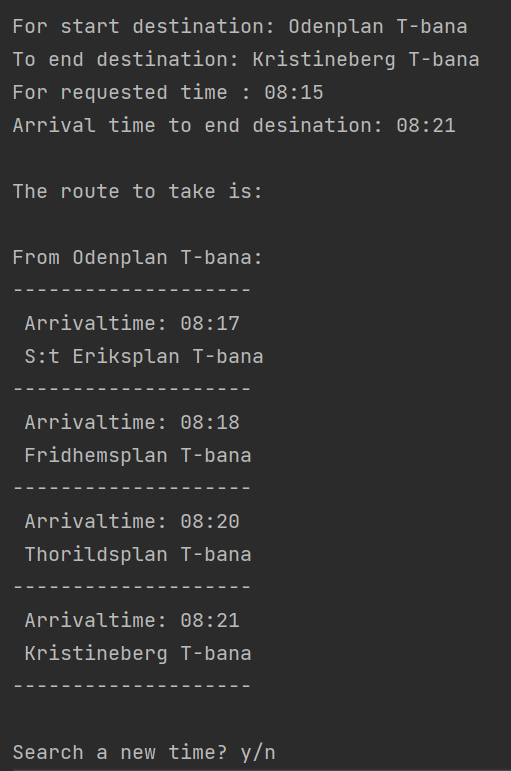 For start destination: Odenplan T-bana
To end destination: Kristineberg T-bana
For requested time : 08:15
Arrival time to end desination: 08:21
The route to take is:
From Odenplan T-bana:
--------------------
Arrivaltime: 08:17
S:t Eriksplan T-bana
--------------------
Arrivaltime: 08:18
Fridhemsplan T-bana
--------------------
Arrivaltime: 08:20
Thorildsplan T-bana
--------------------
Arrivaltime: 08:21
Kristineberg T-bana
--------------------
Search a new time? y/n